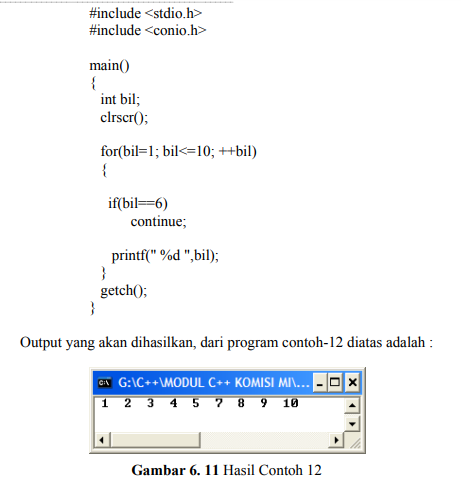 #include <stdio.h>
#include <conio.h>
main()
{
int bil;
clrscr();
for(bil=1; bil<=10; ++bil)
{
if(bil==6)
continue;
printf(" %d ",bil);
}
getch();
}
Output yang akan dihasilkan, dari program contoh-12 diatas adalah :
G:\C++\MODUL C++ KOMISI MI\...
1 2 3 4 5 7 8 9 10
Gambar 6. 11 Hasil Contoh 12